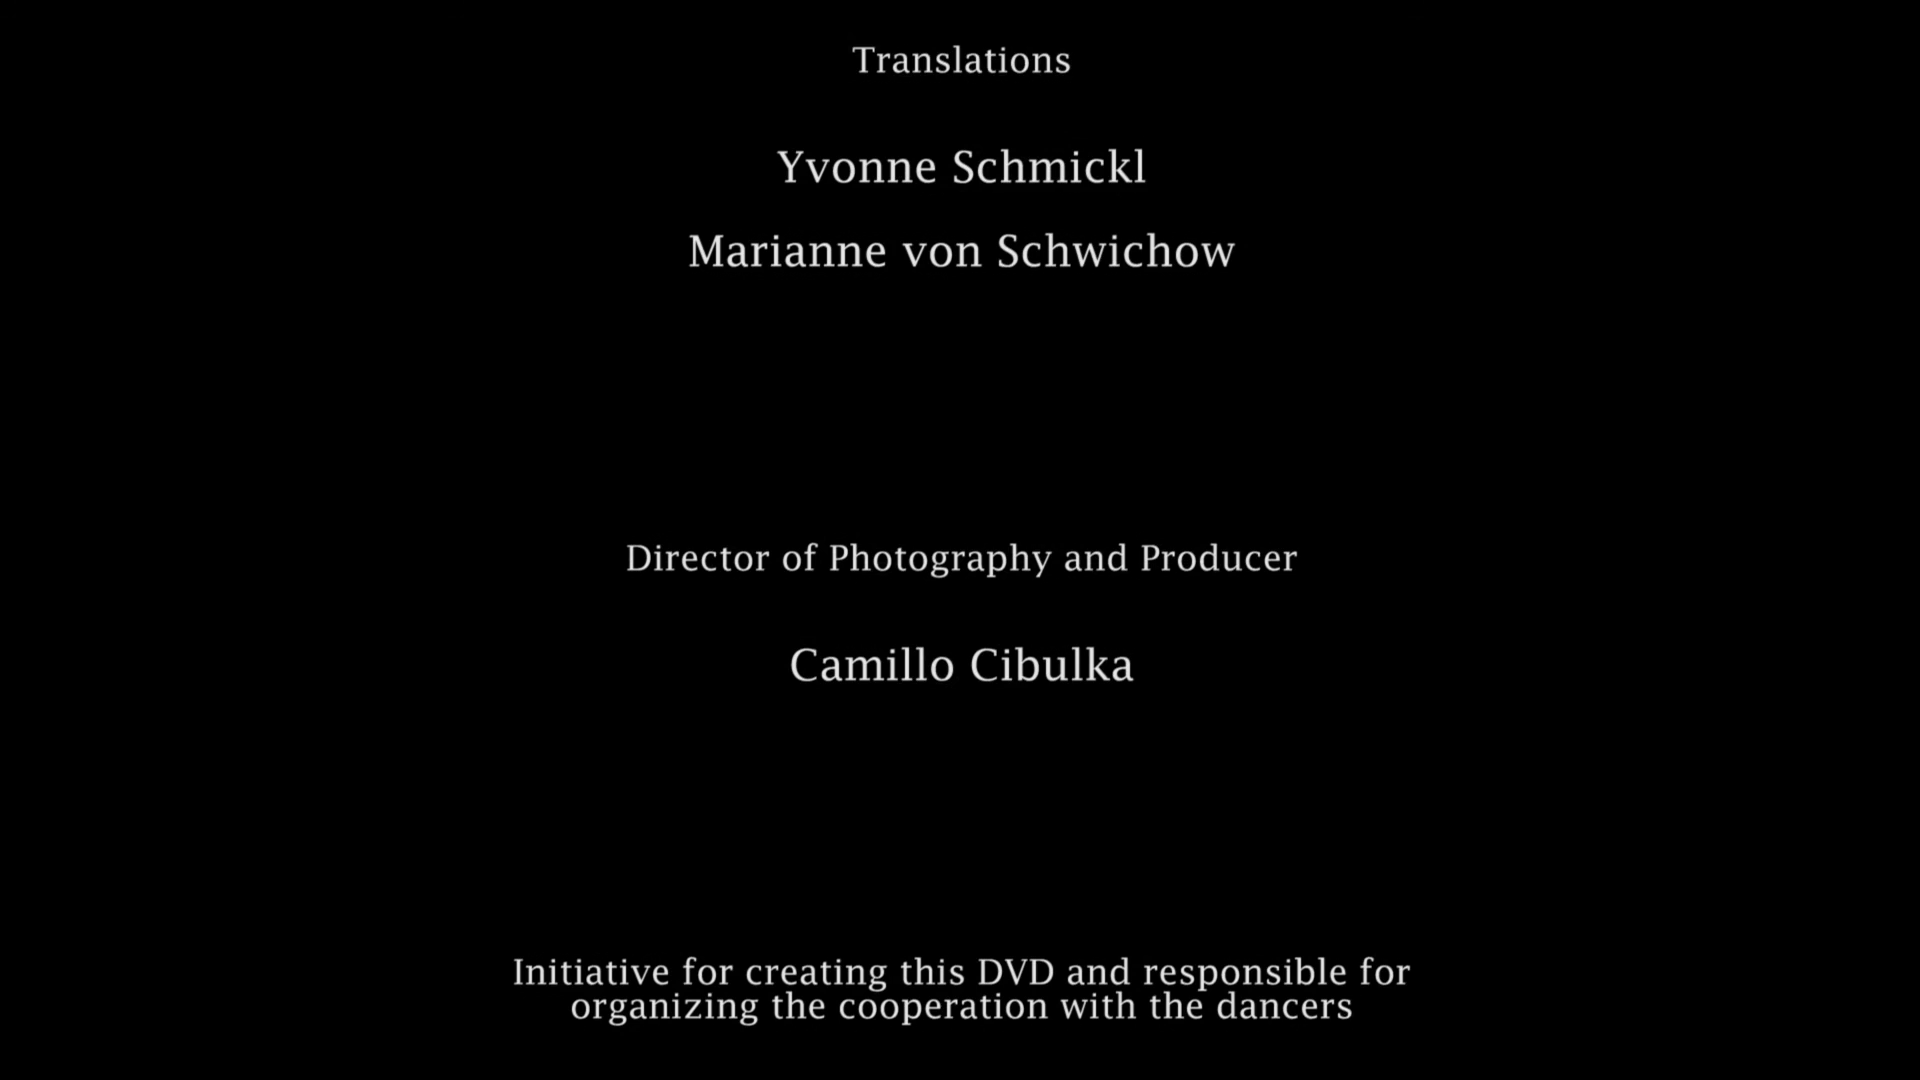 Translations
Yvonne Schmickl
Marianne von Schwichow
Director of Photography and Producer
Camillo Cibulka
Initiative for creating this DVD and responsible for
organizing the cooperation with the dancers